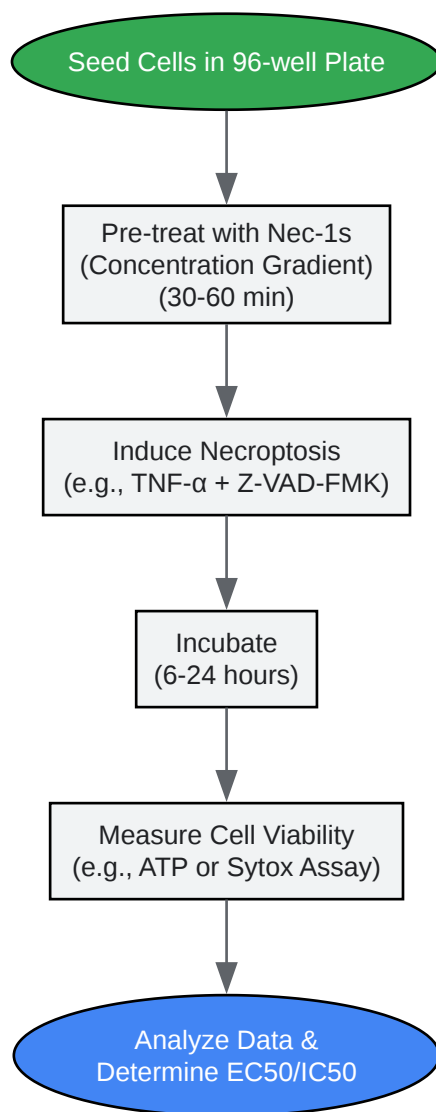 Seed Cells in 96-well Plate
Pre-treat with Nec-1s
(Concentration Gradient)
(30-60 min)
Induce Necroptosis
(e.g., TNF-α + Z-VAD-FMK)
Incubate
(6-24 hours)
Measure Cell Viability
(e.g., ATP or Sytox Assay)
Analyze Data &
Determine EC50/IC50